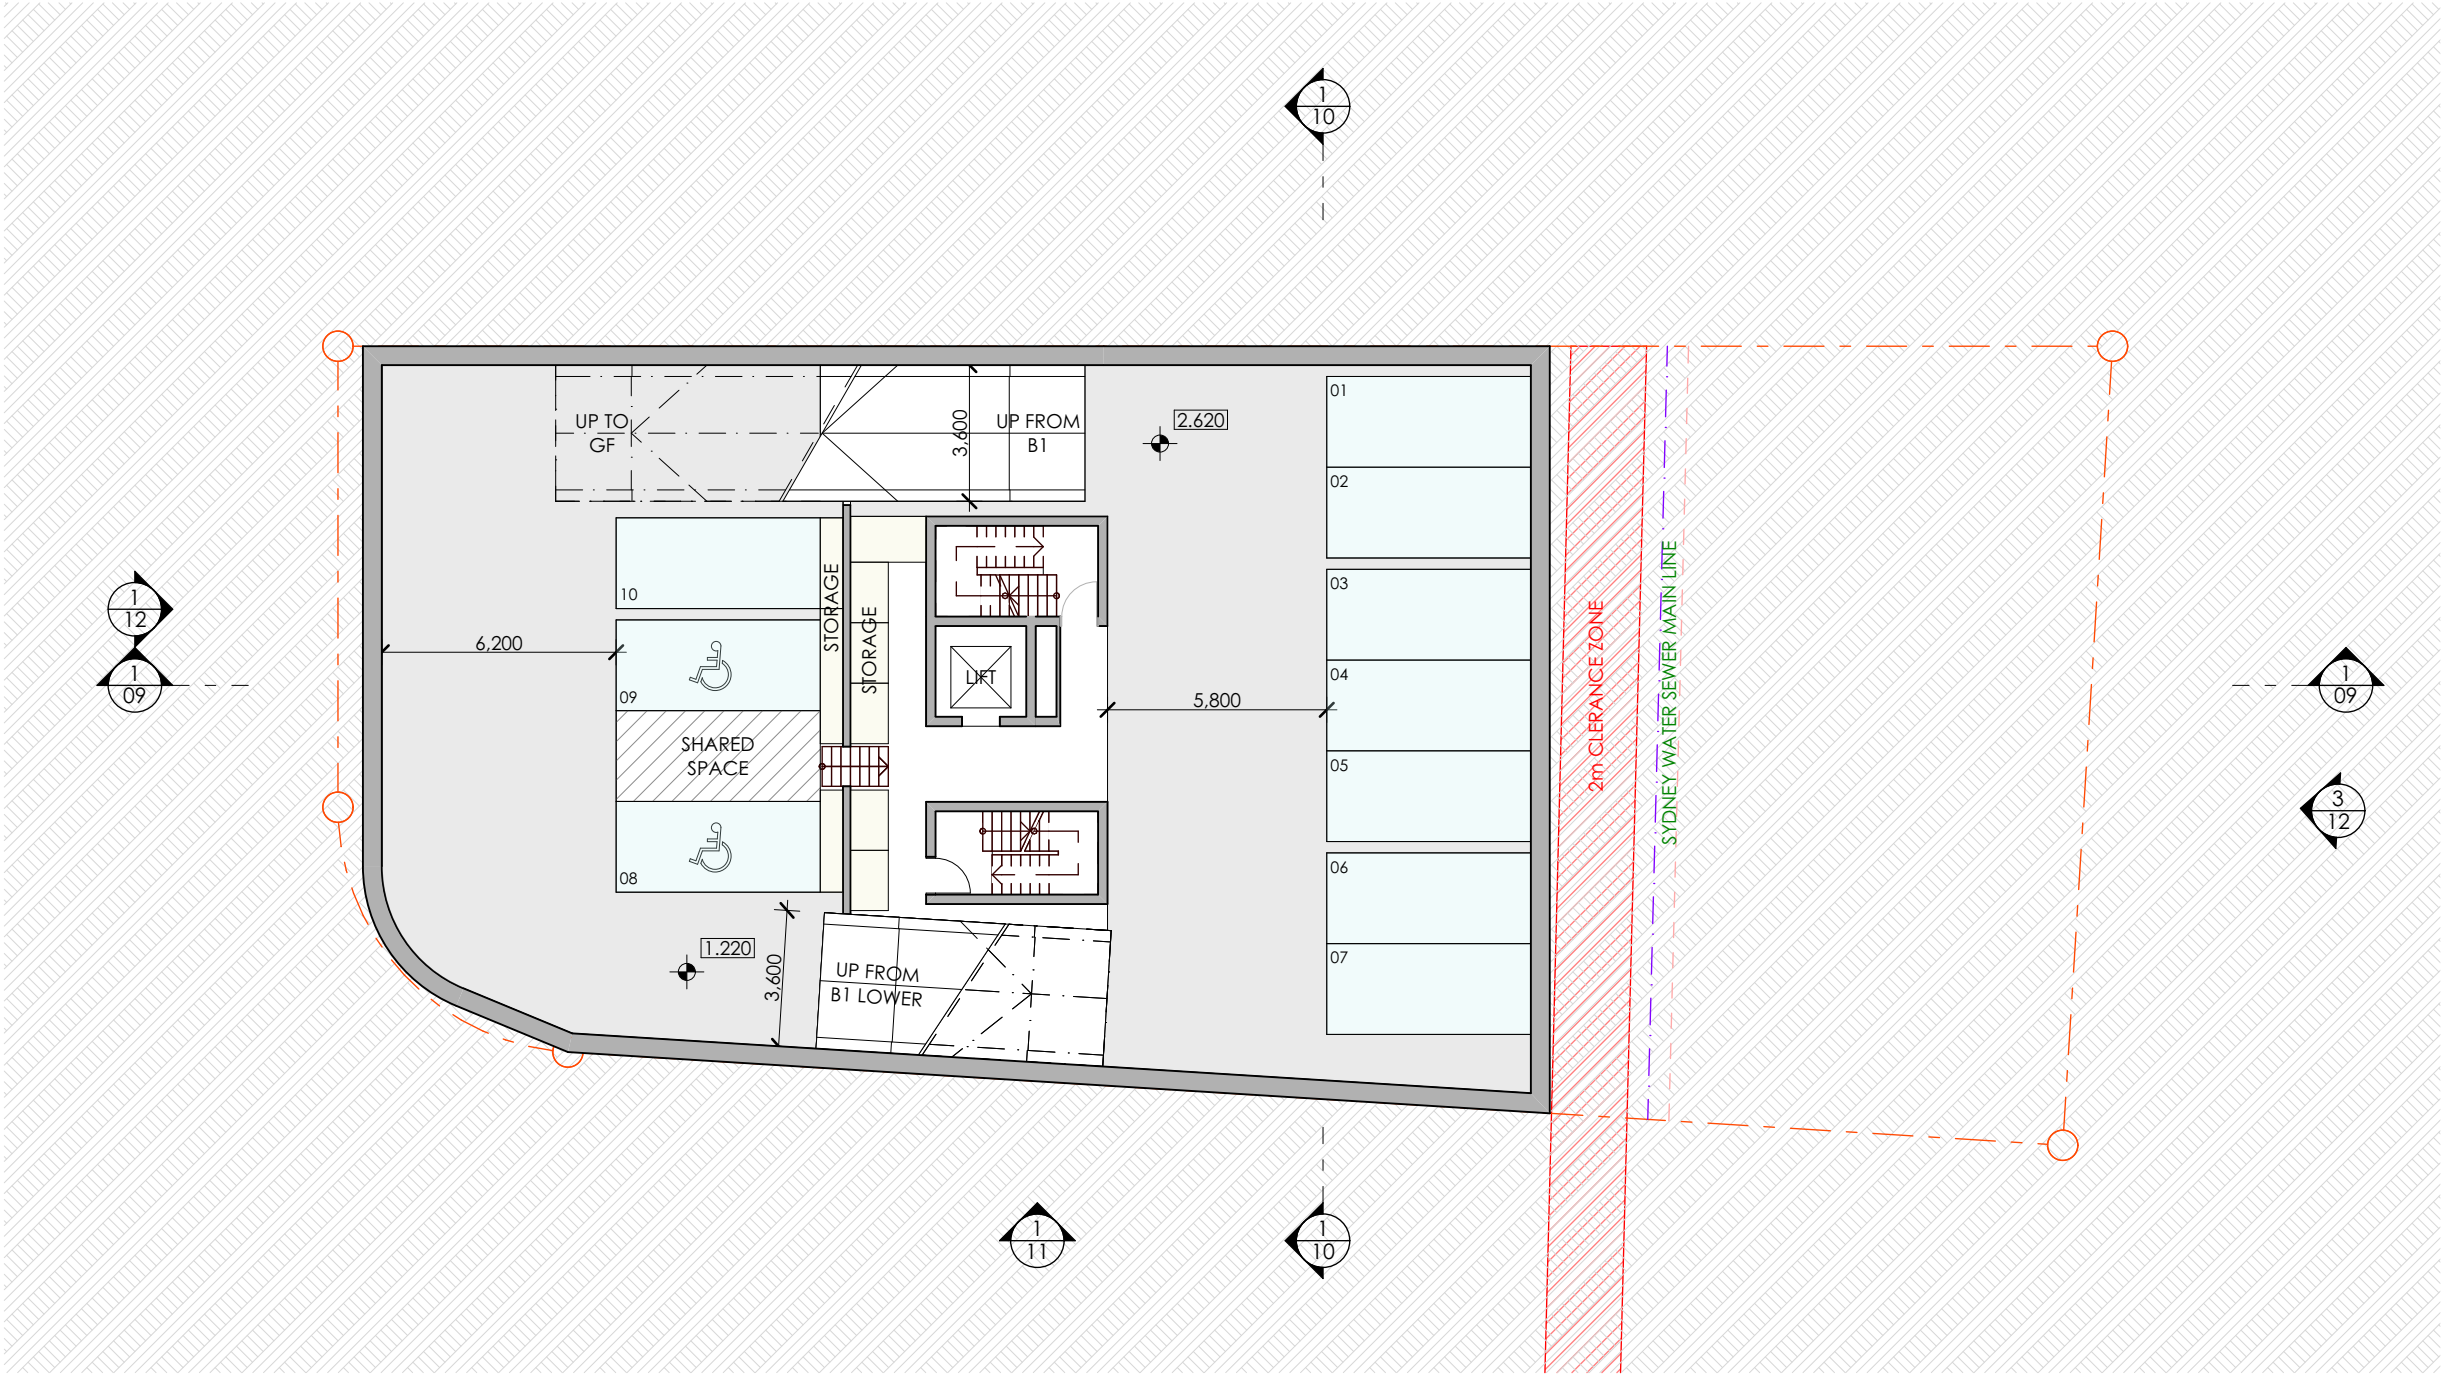 1
10
UP TO
GF
3,600
UP FROM
B1
2.620
01
02
03
04
05
06
07
10
09
SHARED
SPACE
08
STORAGE
STORAGE
LIFT
6,200
5,800
1
12
1
09
2m CLERANCE ZONE
SYDNEY WATER SEWER MAIN LINE
1
09
3
12
1.220
3,600
UP FROM
B1 LOWER
1
11
1
10